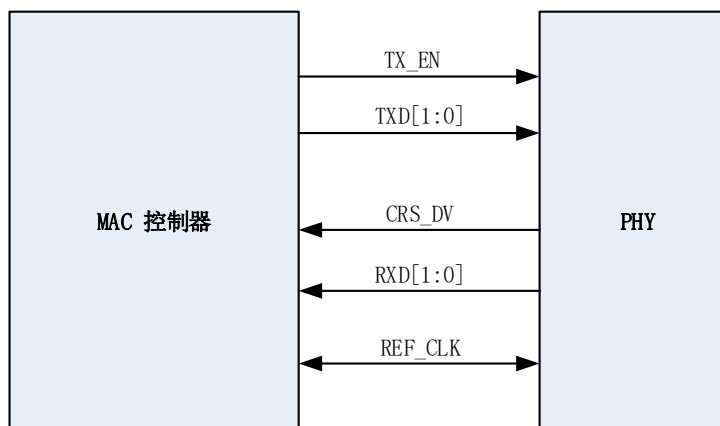 TX_EN
TXD[1:0]
MAC 控制器
CRS_DV
PHY
RXD[1:0]
REF_CLK